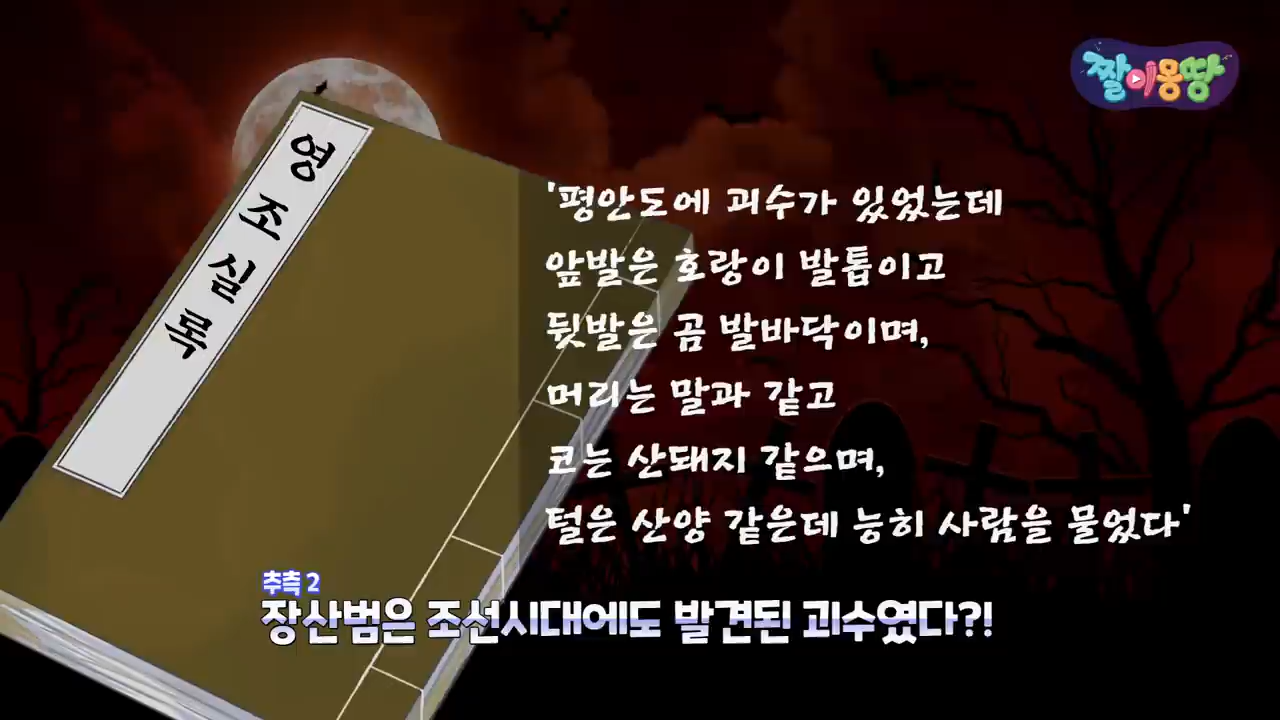 짤이몽땅
영조실록
'평안도에 괴수가 있었는데
앞발은 호랑이 발톱이고
뒷발은 곰 발바닥이며,
머리는 말과 같고
코는 산돼지 같으며,
털은 산양 같은데 능히 사람을 물었다'
추측 2
장산범은 조선시대에도 발견된 괴수였다?!